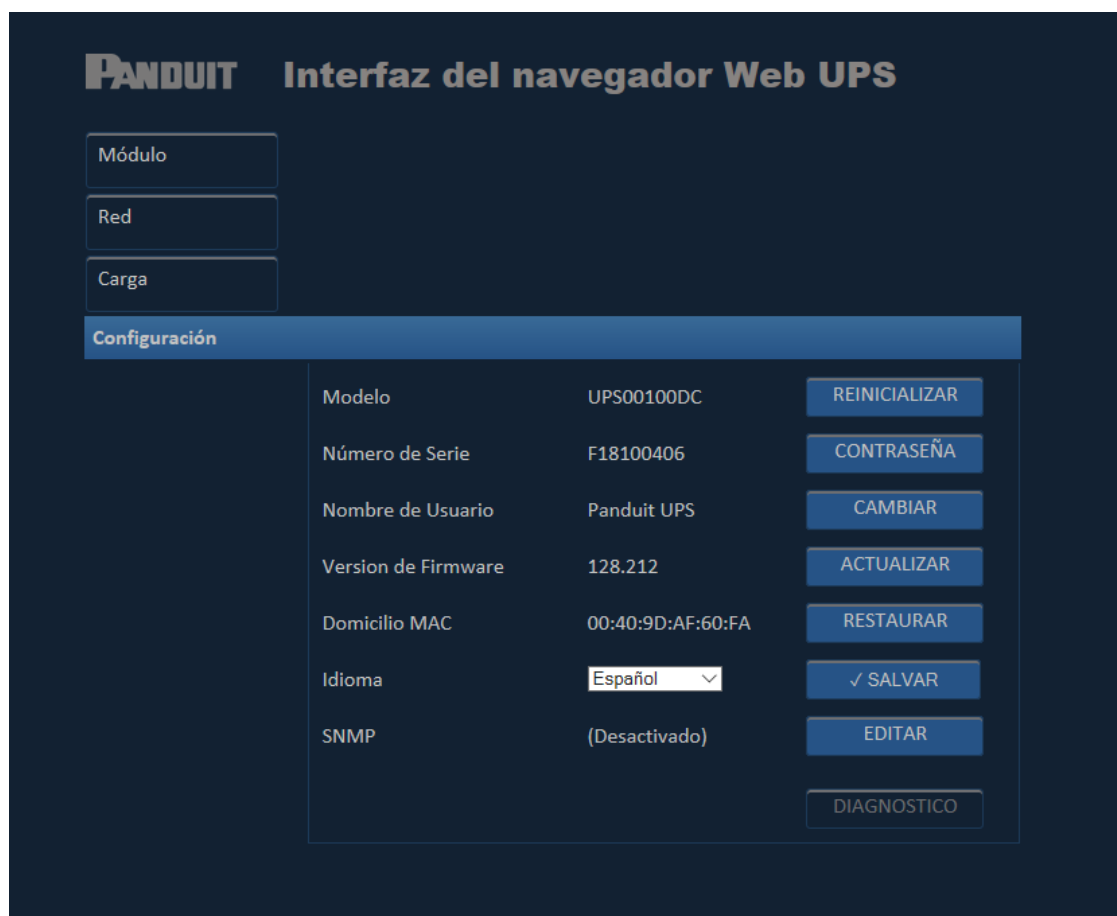 PANDUIT Interfaz del navegador Web UPS
Módulo
Red
Carga
Configuración
Modelo UPS00100DC REINICIALIZAR
Número de Serie F18100406 CONTRASEÑA
Nombre de Usuario Panduit UPS CAMBIAR
Version de Firmware 128.212 ACTUALIZAR
Domicilio MAC 00:40:9D:AF:60:FA RESTAURAR
Idioma Español ✓ SALVAR
SNMP (Desactivado) EDITAR
DIAGNOSTICO